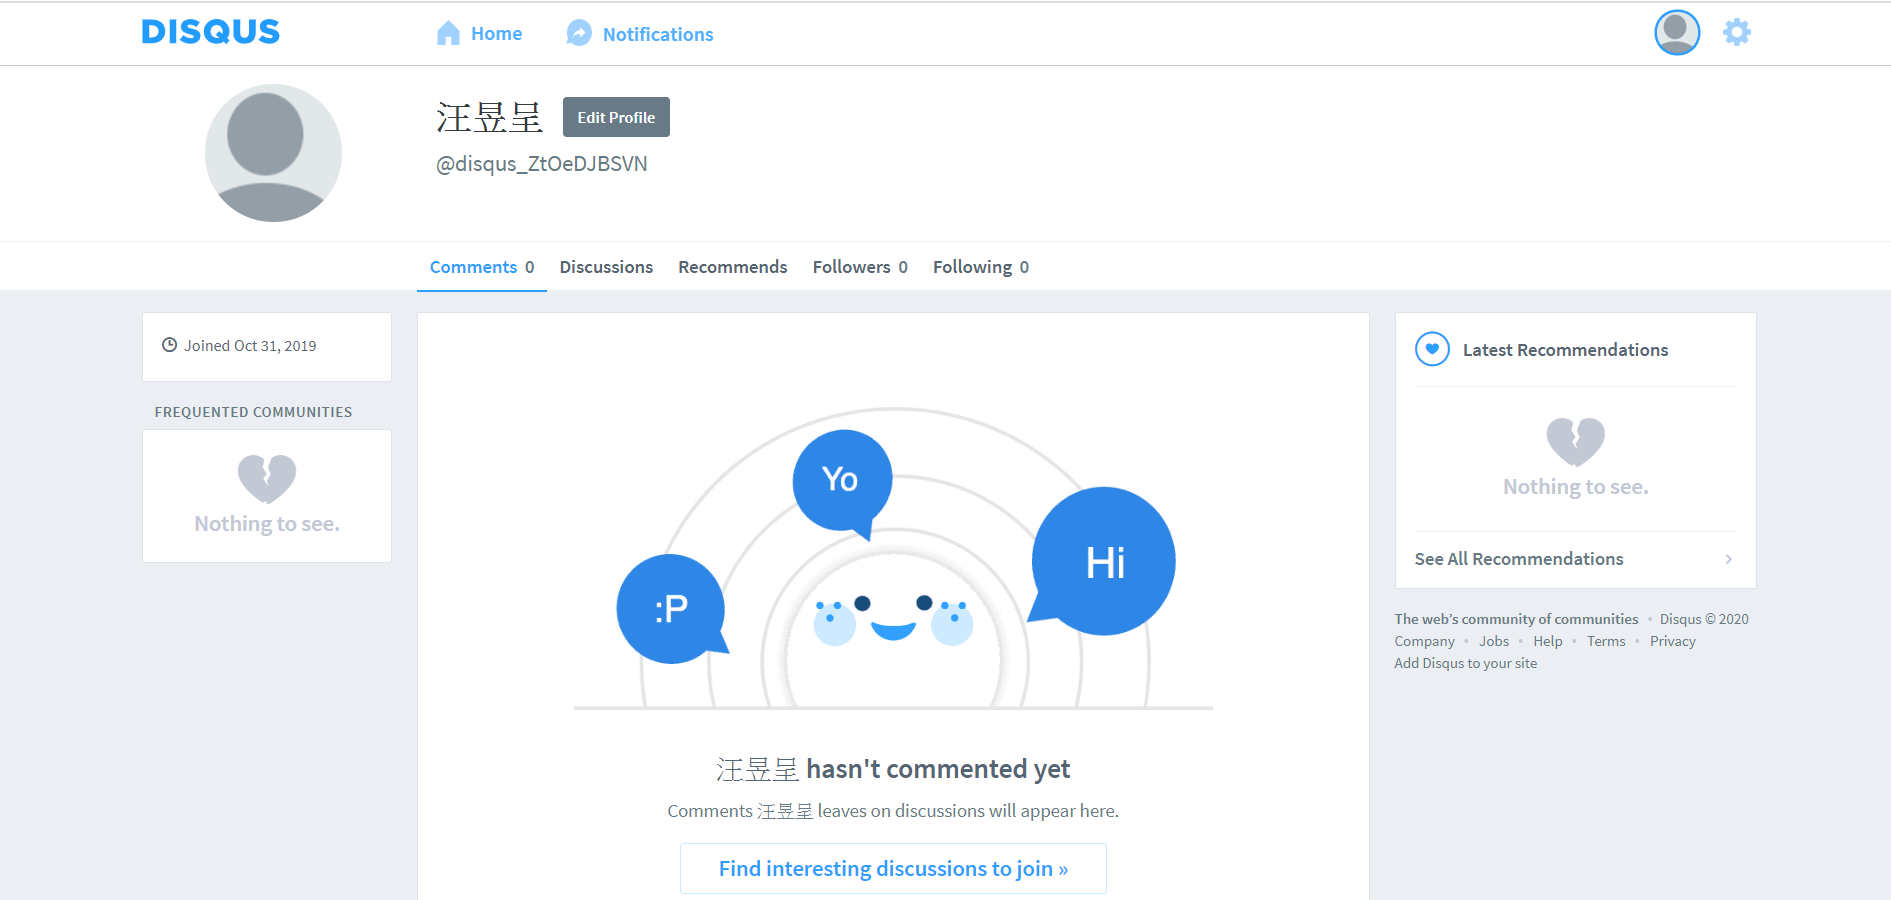 DISQUS
Home
Notifications
汪昱呈
Edit Profile
@disqus_ZtOeDJBSVN
Comments 0
Discussions
Recommends
Followers 0
Following 0
Joined Oct 31, 2019
FREQUENTED COMMUNITIES
Nothing to see.
Yo
Hi
:P
汪昱呈 hasn't commented yet
Comments 汪昱呈 leaves on discussions will appear here.
Find interesting discussions to join »
Latest Recommendations
Nothing to see.
See All Recommendations
The web’s community of communities • Disqus © 2020
Company • Jobs • Help • Terms • Privacy
Add Disqus to your site